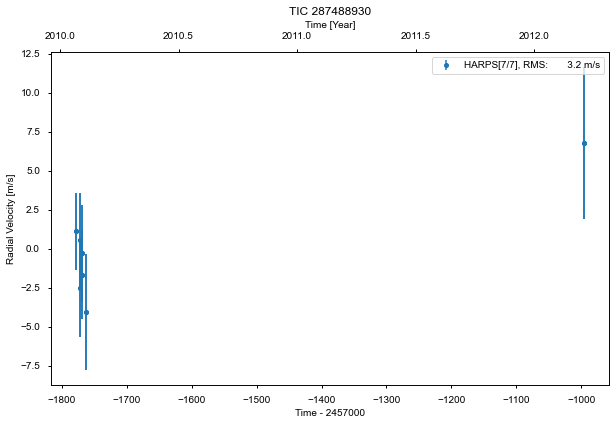 TIC 287488930
Time [Year]
2010.0 2010.5 2011.0 2011.5 2012.0
HARPS[7/7], RMS: 3.2 m/s
12.5
10.0
7.5
5.0
2.5
0.0
−2.5
−5.0
−7.5
Radial Velocity [m/s]
−1800 −1700 −1600 −1500 −1400 −1300 −1200 −1100 −1000
Time - 2457000